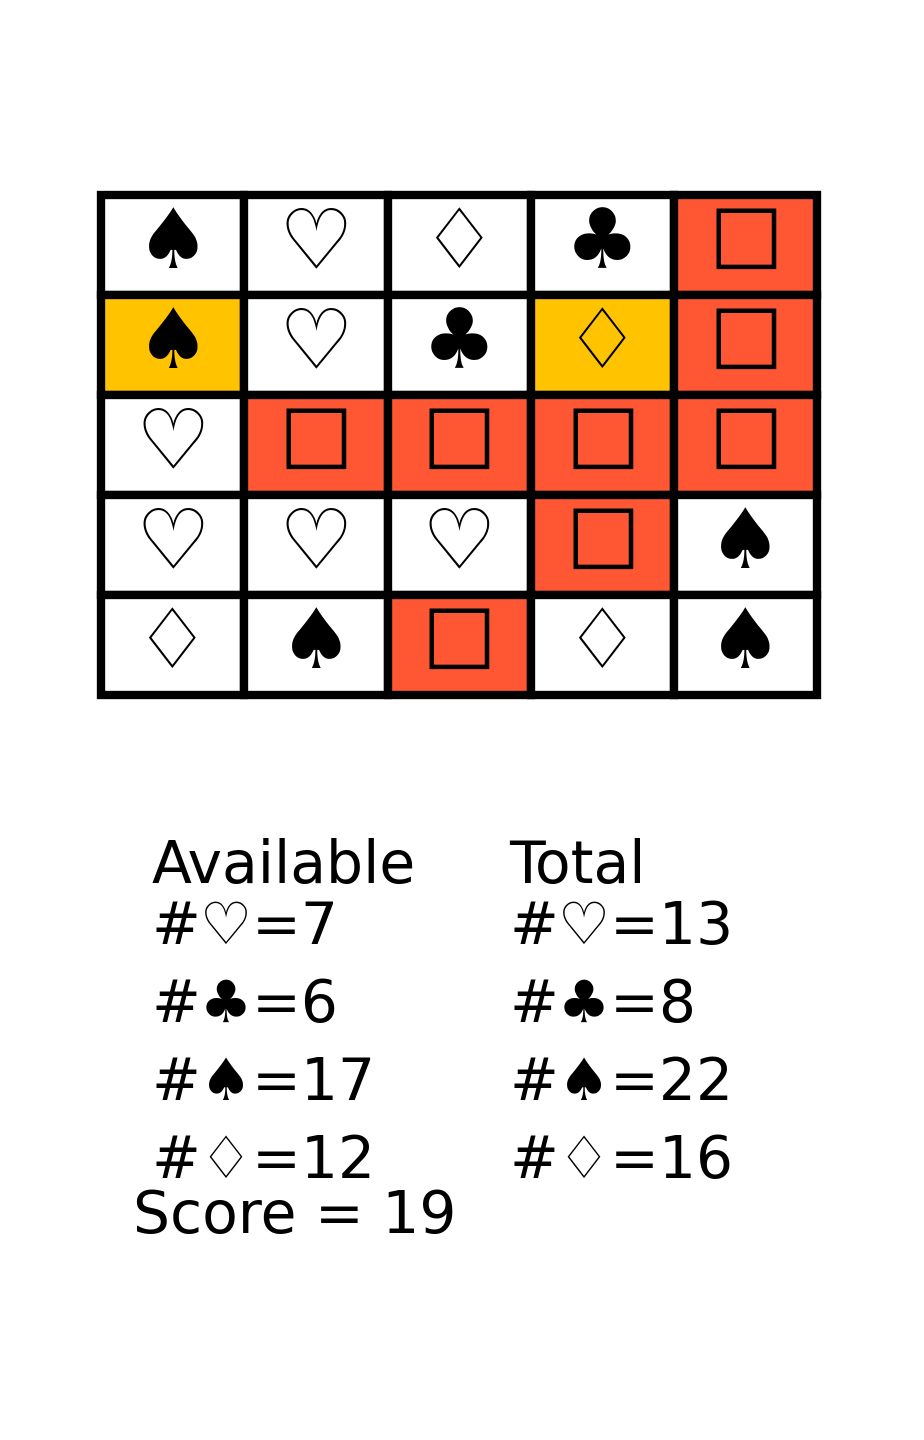 ♠ ♡ ♢ ♣ □
♠ ♡ ♣ ♢ □
♡ □ □ □ □
♡ ♡ ♡ □ ♠
♢ ♠ □ ♢ ♠
Available Total
#♡=7 #♡=13
#♣=6 #♣=8
#♠=17 #♠=22
#♢=12 #♢=16
Score = 19